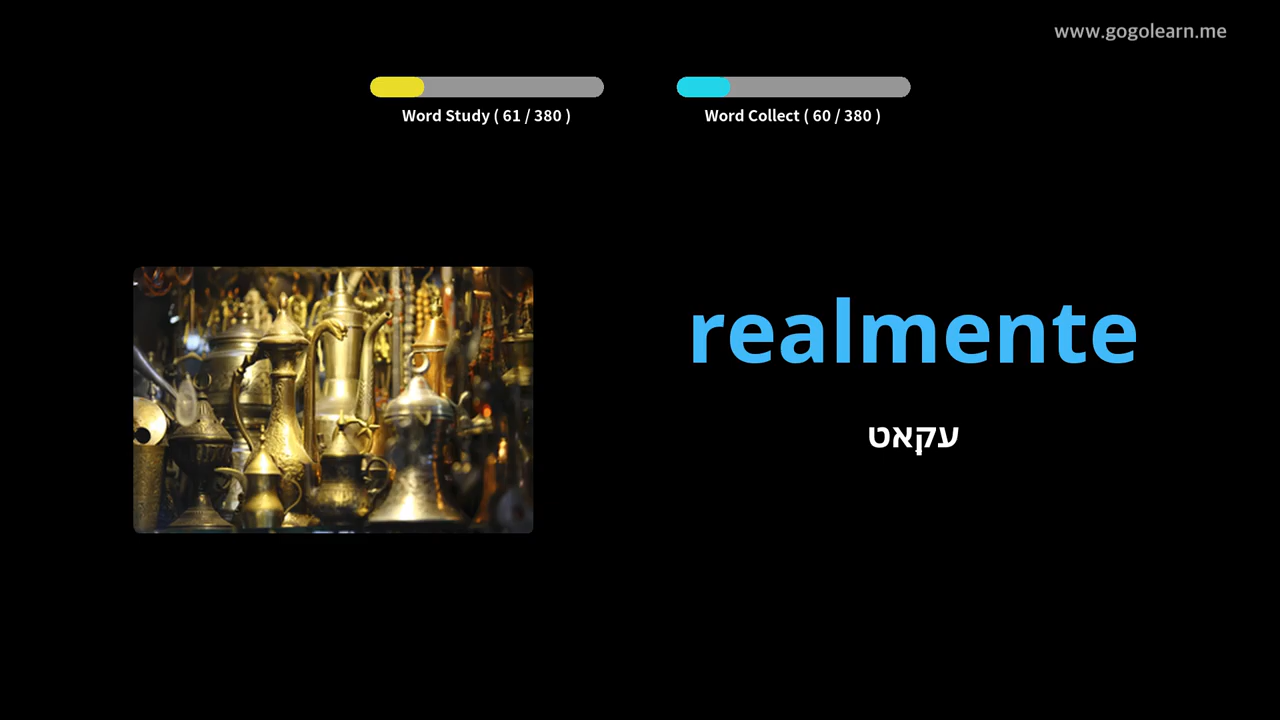 www.gogolearn.me
Word Study ( 61 / 380 )
Word Collect ( 60 / 380 )
realmente
עקאָט